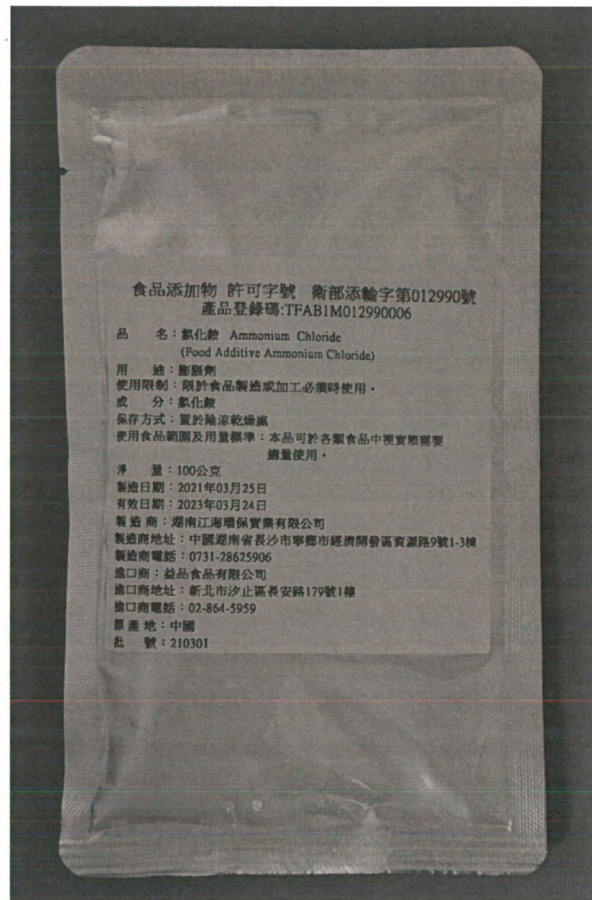 食品添加物 許可字號 衛部添輸字第012990號
產品登錄碼:TFAB1M012990006
品 名：氯化銨 Ammonium Chloride
(Food Additive Ammonium Chloride)
用 途：膨脹劑
使用限制：限於食品製造或加工必須時使用。
成 分：氯化銨
保存方式：置於陰涼乾燥處
使用食品範圍及用量標準：本品可於各類食品中視實際需要
適量使用。
淨 量：100公克
製造日期：2021年03月25日
有效日期：2023年03月24日
製 造 商：湖南江海環保實業有限公司
製造商地址：中國湖南省長沙市寧鄉市經濟開發區資源路9號1-3棟
製造商電話：0731-28625906
進口商：益品食品有限公司
進口商地址：新北市汐止區長安路179號1樓
進口商電話：02-864-5959
原 產 地：中國
批 號：210301